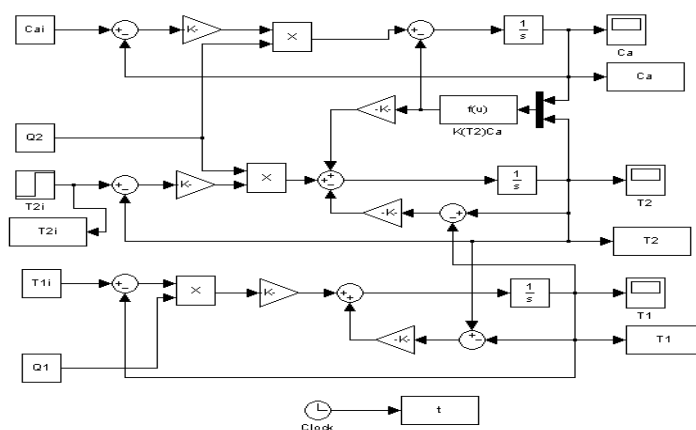 Cai
K-
X
1
s
Ca
Ca
-K-
f(u)
K(T2)Ca
Q2
T2i
K-
X
1
s
T2
T2i
-K-
T2
T1i
X
K-
1
s
T1
-K-
T1
Q1
t
Clock